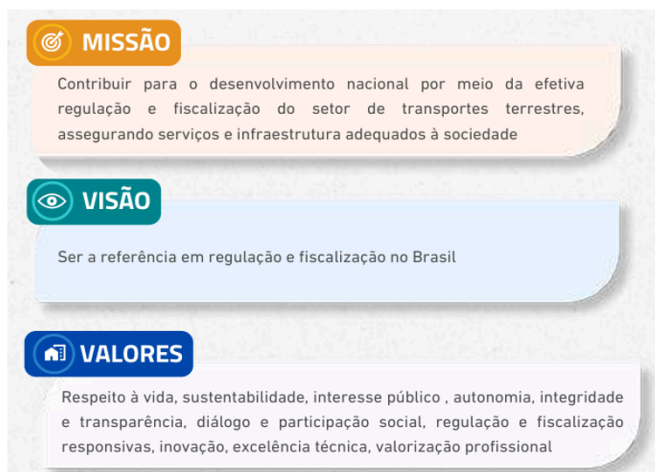 MISSÃO
Contribuir para o desenvolvimento nacional por meio da efetiva
regulação e fiscalização do setor de transportes terrestres,
assegurando serviços e infraestrutura adequados à sociedade
VISÃO
Ser a referência em regulação e fiscalização no Brasil
VALORES
Respeito à vida, sustentabilidade, interesse público , autonomia, integridade
e transparência, diálogo e participação social, regulação e fiscalização
responsivas, inovação, excelência técnica, valorização profissional